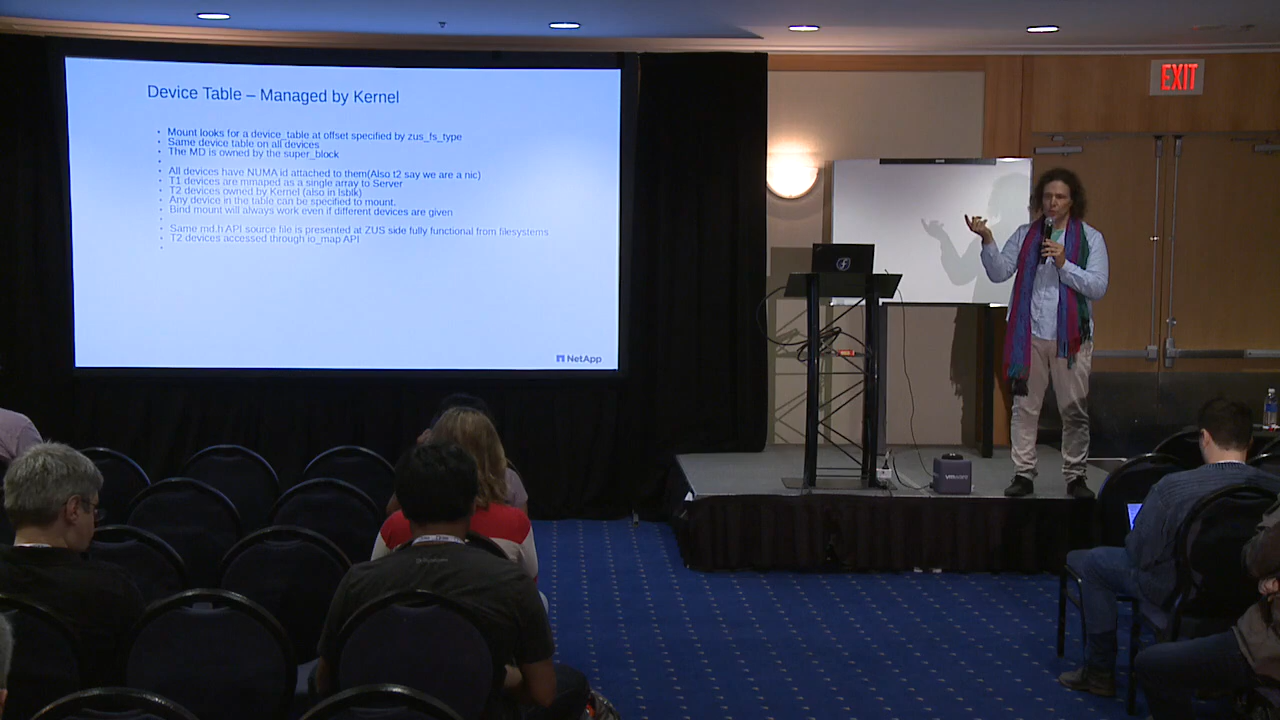 Device Table – Managed by Kernel
Mount looks for a device_table at offset specified by zus_fs_type
Same device table on all devices
The MD is owned by the super_block
All devices have NUMA id attached to them(Also t2 say we are a nic)
T1 devices are mmaped as a single array to Server
T2 devices owned by Kernel (also in lsblk)
Any device in the table can be specified to mount.
Bind mount will always work even if different devices are given
Same md.h API source file is presented at ZUS side fully functional from filesystems
T2 devices accessed through io_map API
NetApp
EXIT
vmware